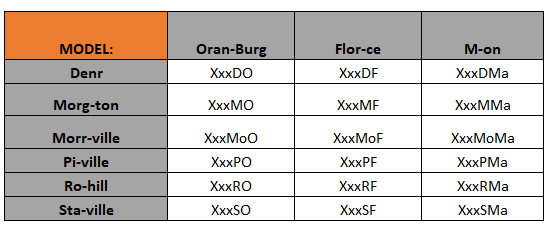 MODEL: Oran-Burg Flor-ce M-on
Denr XxxDO XxxDF XxxDMa
Morg-ton XxxMO XxxMF XxxMMa
Morr-ville XxxMoO XxxMoF XxxMoMa
Pi-ville XxxPO XxxPF XxxPMa
Ro-hill XxxRO XxxRF XxxRMa
Sta-ville XxxSO XxxSF XxxSMa